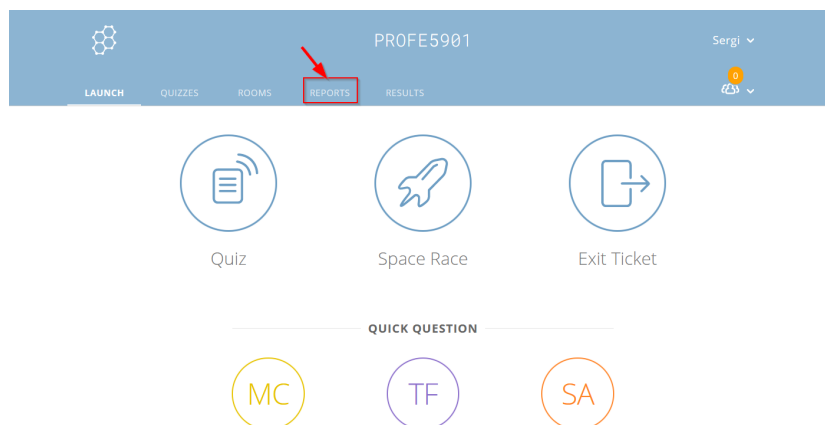 PROFE5901
Sergi
0
LAUNCH QUIZZES ROOMS REPORTS RESULTS
Quiz Space Race Exit Ticket
QUICK QUESTION
MC TF SA